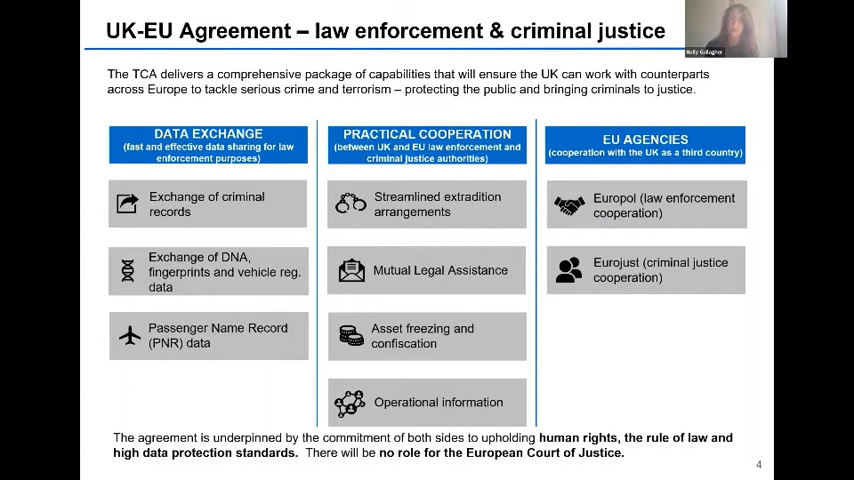 UK-EU Agreement – law enforcement & criminal justice
Molly Gallagher
The TCA delivers a comprehensive package of capabilities that will ensure the UK can work with counterparts
across Europe to tackle serious crime and terrorism – protecting the public and bringing criminals to justice.
DATA EXCHANGE
(fast and effective data sharing for law
enforcement purposes)
Exchange of criminal
records
Exchange of DNA,
fingerprints and vehicle reg.
data
Passenger Name Record
(PNR) data
PRACTICAL COOPERATION
(between UK and EU law enforcement and
criminal justice authorities)
Streamlined extradition
arrangements
Mutual Legal Assistance
Asset freezing and
confiscation
Operational information
EU AGENCIES
(cooperation with the UK as a third country)
Europol (law enforcement
cooperation)
Eurojust (criminal justice
cooperation)
The agreement is underpinned by the commitment of both sides to upholding human rights, the rule of law and
high data protection standards. There will be no role for the European Court of Justice.
4